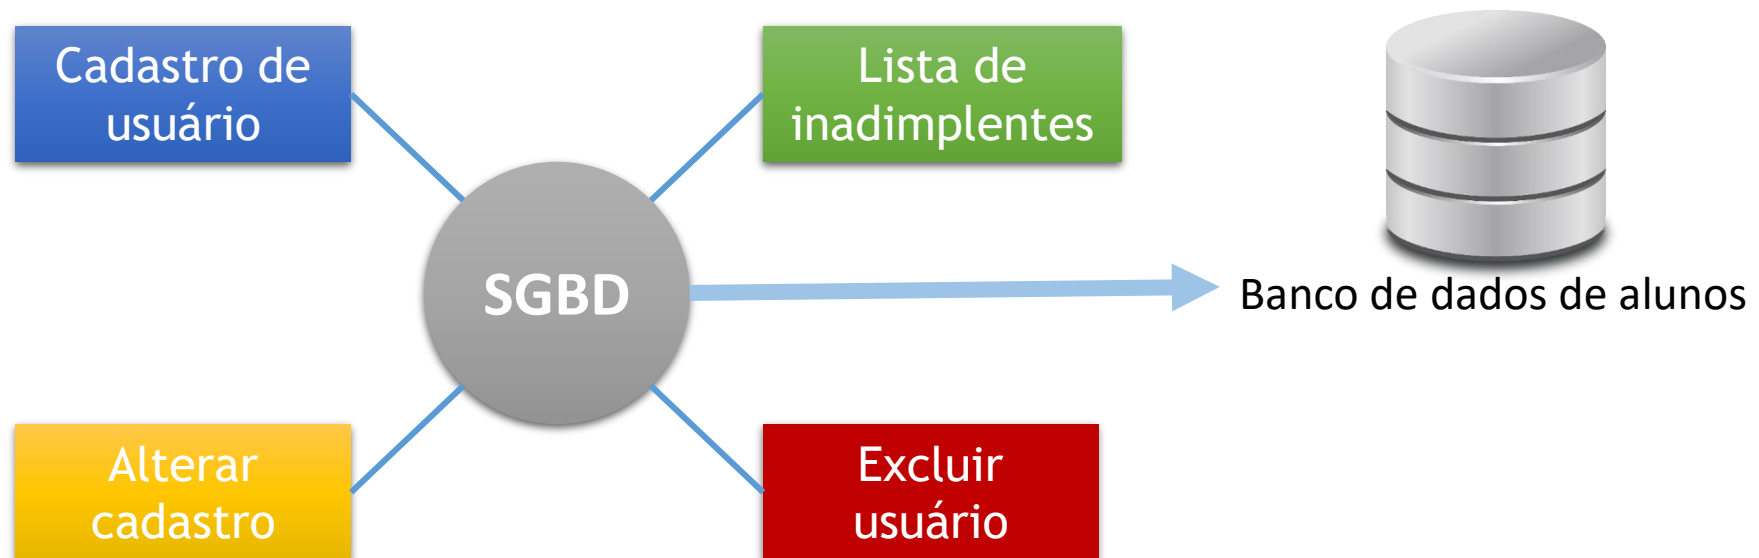 Cadastro de
usuário
Lista de
inadimplentes
SGBD
Banco de dados de alunos
Alterar
cadastro
Excluir
usuário